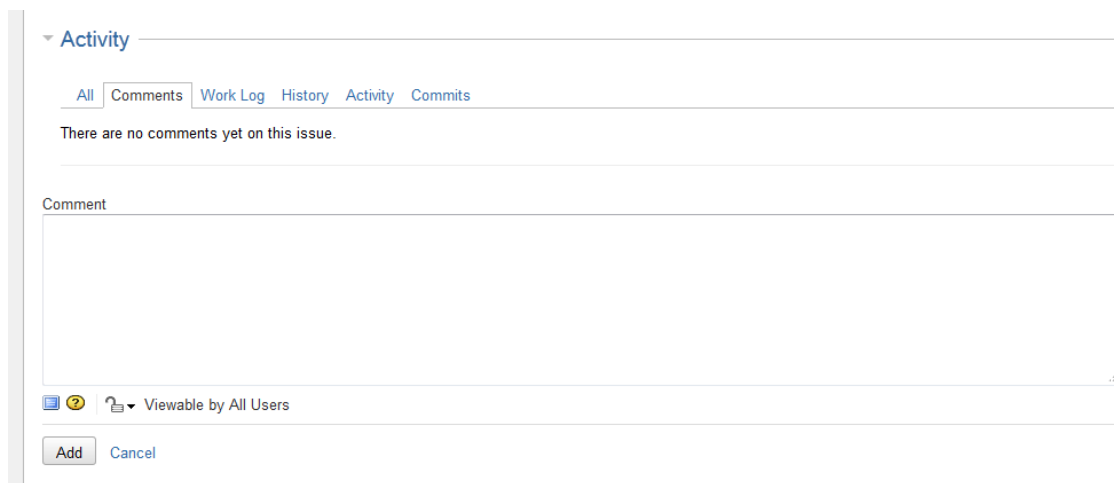 Activity
All Comments Work Log History Activity Commits
There are no comments yet on this issue.
Comment
? Viewable by All Users
Add Cancel